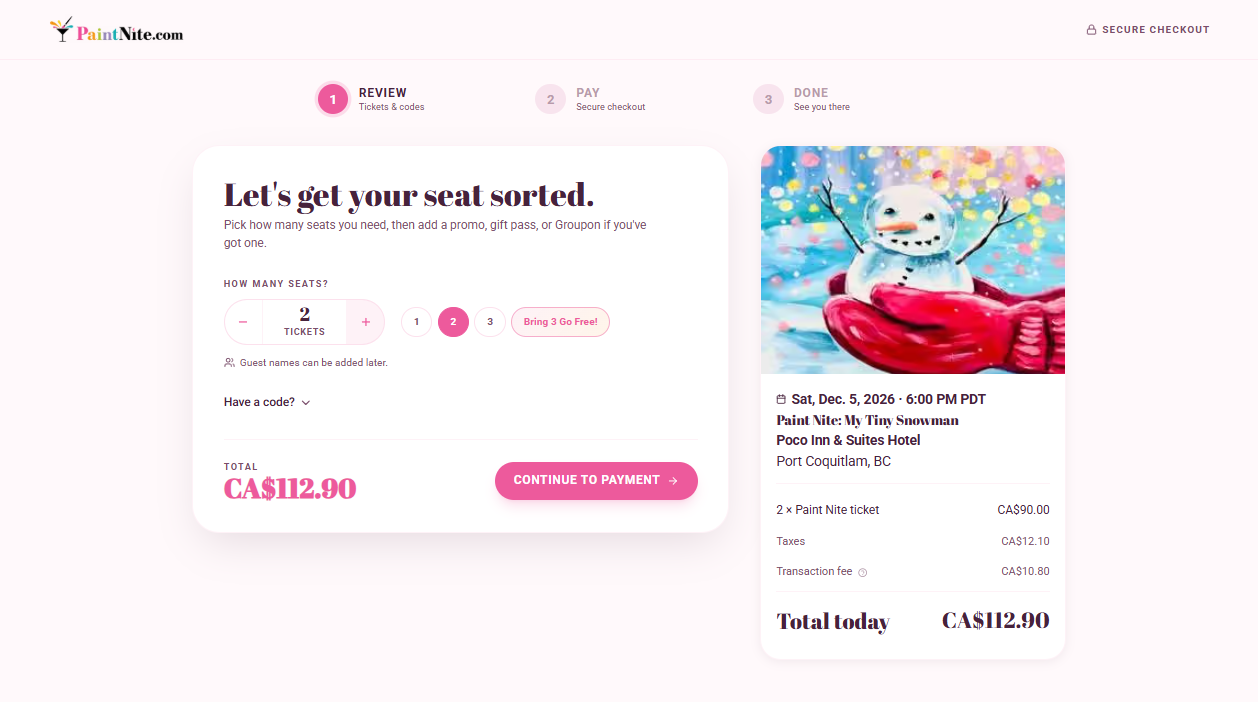 PaintNite.com
SECURE CHECKOUT
1
REVIEW
Tickets & codes
2
PAY
Secure checkout
3
DONE
See you there
Let's get your seat sorted.
Pick how many seats you need, then add a promo, gift pass, or Groupon if you've
got one.
HOW MANY SEATS?
−
2
TICKETS
+
1
2
3
Bring 3 Go Free!
Guest names can be added later.
Have a code?
TOTAL
CA$112.90
CONTINUE TO PAYMENT →
Sat, Dec. 5, 2026 · 6:00 PM PDT
Paint Nite: My Tiny Snowman
Poco Inn & Suites Hotel
Port Coquitlam, BC
2 × Paint Nite ticket CA$90.00
Taxes CA$12.10
Transaction fee ? CA$10.80
Total today CA$112.90